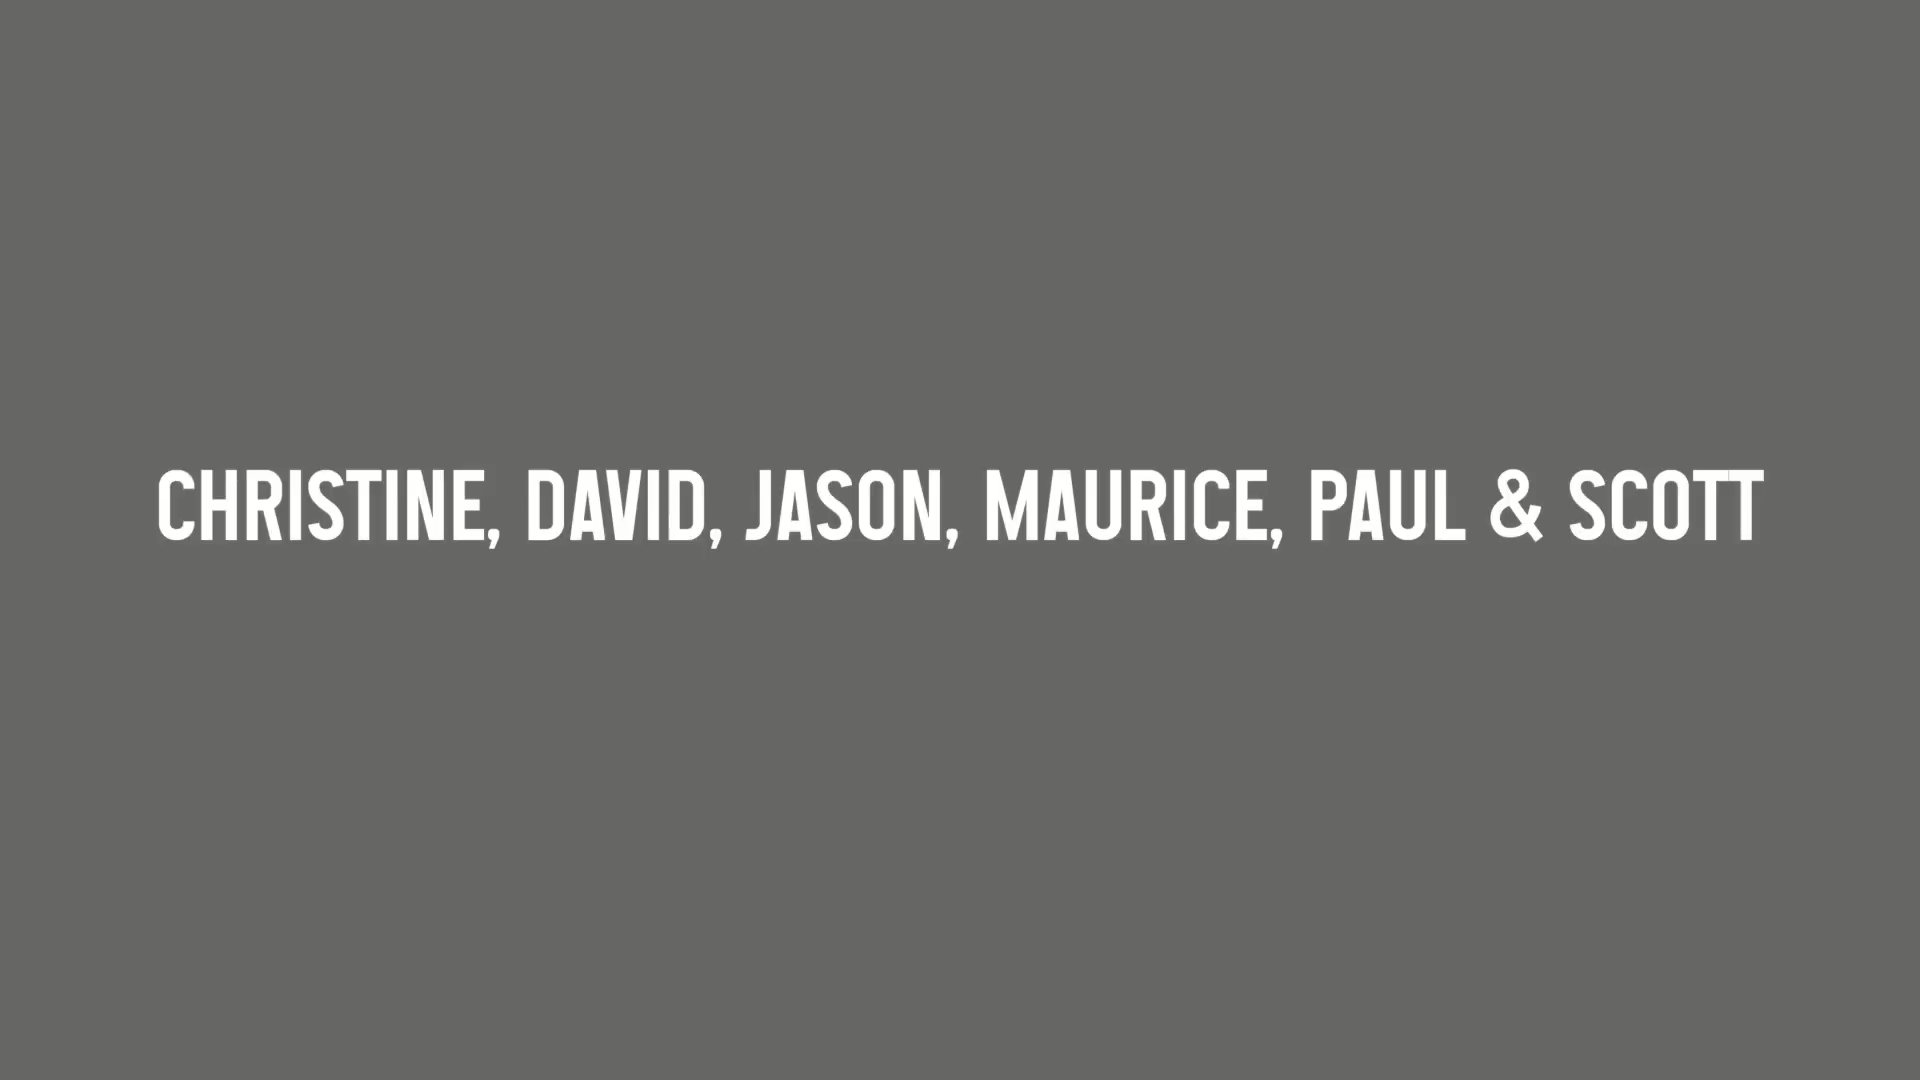 CHRISTINE, DAVID, JASON, MAURICE, PAUL & SCOTT